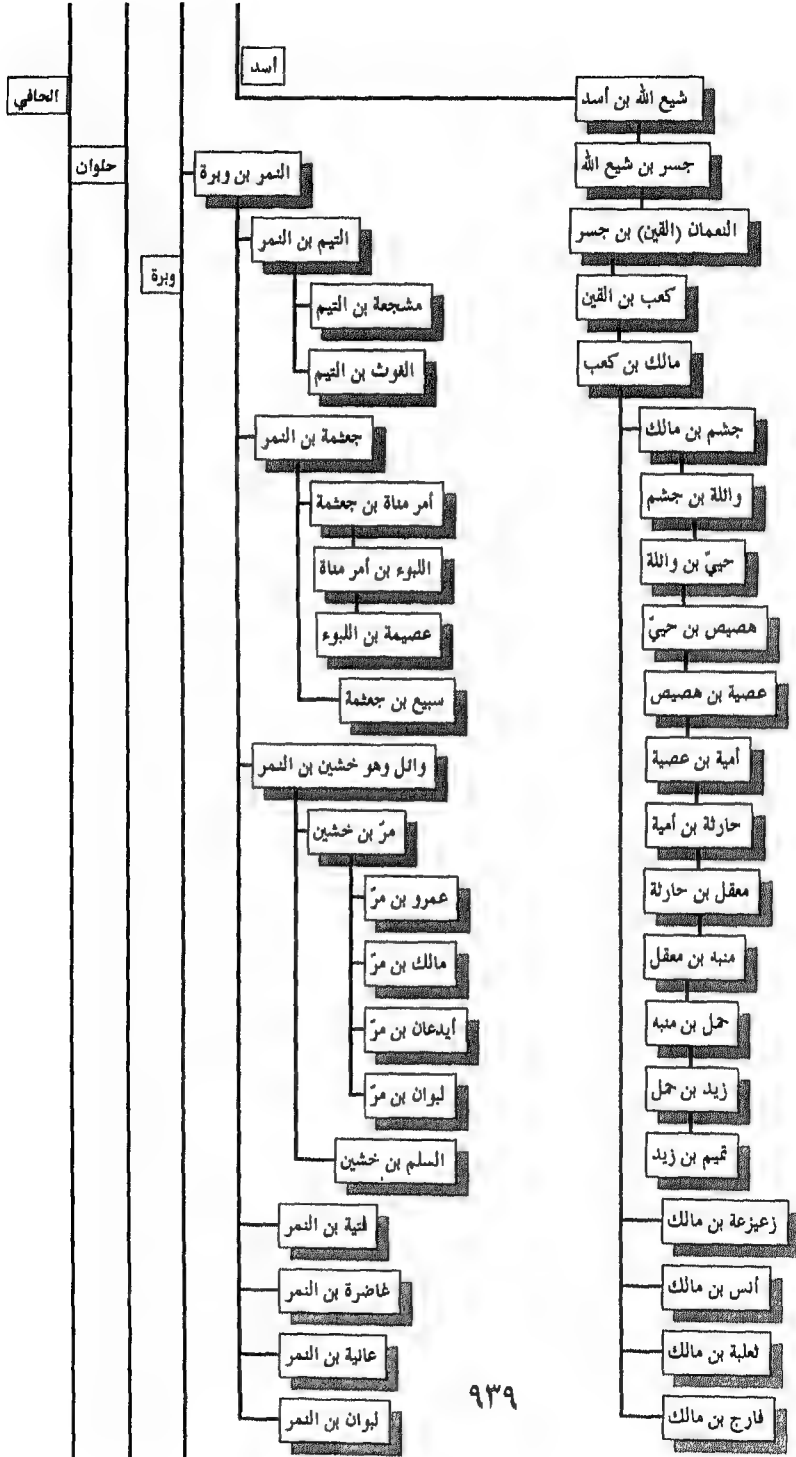 أسد
الحافي
شيع الله بن أسد
حلوان
النمر بن وبرة
جسر بن شيع الله
التيم بن النمر
النعمان (القين) بن جسر
وبرة
مشجعة بن التيم
كعب بن القين
الغوث بن التيم
مالك بن كعب
جعثمة بن النمر
جشم بن مالك
أمر مناة بن جعثمة
وائلة بن جشم
اللبوء بن أمر مناة
حييّ بن وائلة
عصيمة بن اللبوء
هصيص بن حييّ
سبيع بن جعثمة
عصية بن هصيص
وائل وهو خشين بن النمر
أمية بن عصية
مرّ بن خشين
حارثة بن أمية
عمرو بن مرّ
معقل بن حارثة
مالك بن مرّ
منبه بن معقل
أيدعان بن مرّ
حمل بن منبه
لبوان بن مرّ
زيد بن حمل
السلم بن خشين
تميم بن زيد
فتية بن النمر
زعيزعة بن مالك
غاضرة بن النمر
أنس بن مالك
عانية بن النمر
ثعلبة بن مالك
لبوان بن النمر
فارج بن مالك
٩٣٩